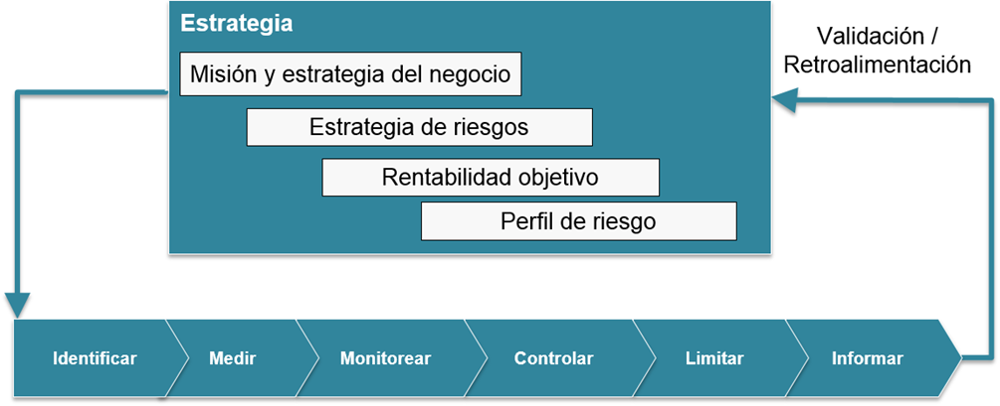 Estrategia
Misión y estrategia del negocio
Estrategia de riesgos
Rentabilidad objetivo
Perfil de riesgo
Validación /
Retroalimentación
Identificar
Medir
Monitorear
Controlar
Limitar
Informar